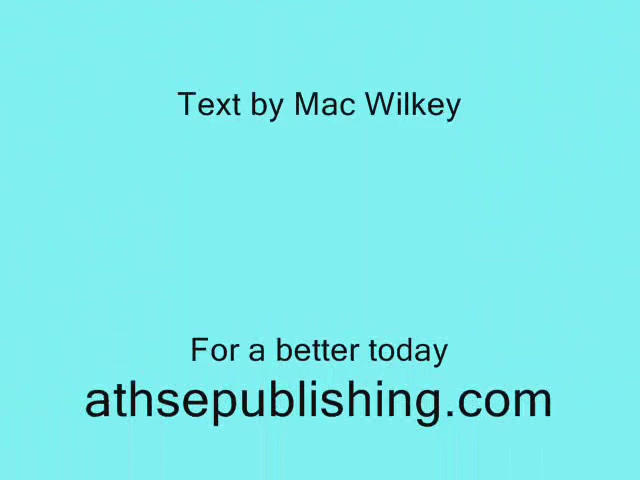 Text by Mac Wilkey
For a better today
athsepublishing.com